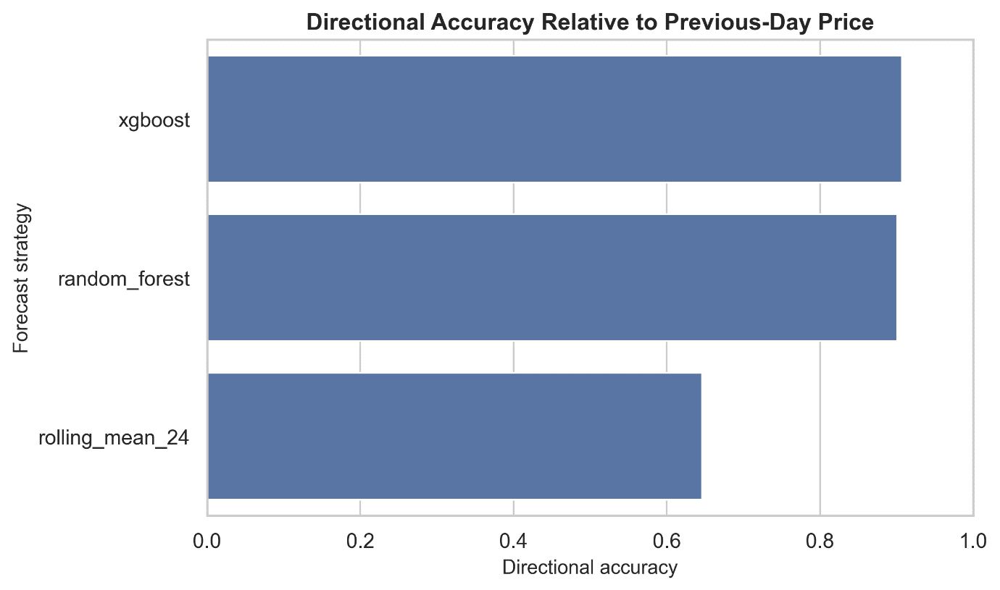 Directional Accuracy Relative to Previous-Day Price
Forecast strategy
xgboost
random_forest
rolling_mean_24
0.0 0.2 0.4 0.6 0.8 1.0
Directional accuracy